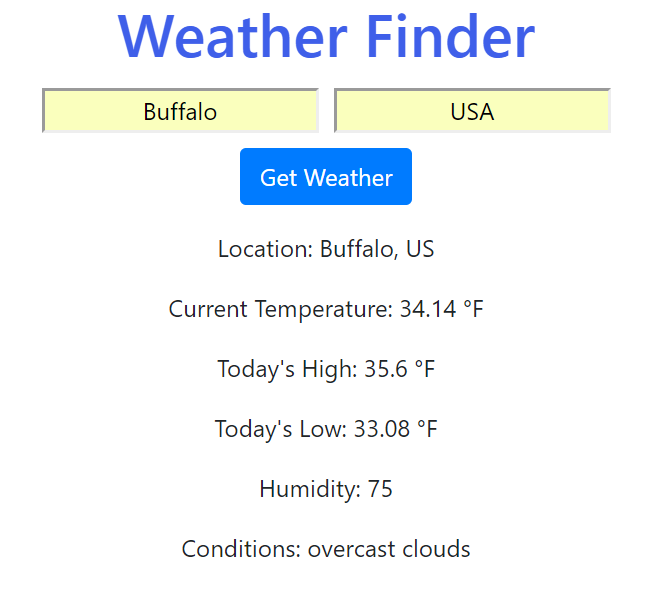 Weather Finder
Buffalo USA
Get Weather
Location: Buffalo, US
Current Temperature: 34.14 °F
Today's High: 35.6 °F
Today's Low: 33.08 °F
Humidity: 75
Conditions: overcast clouds